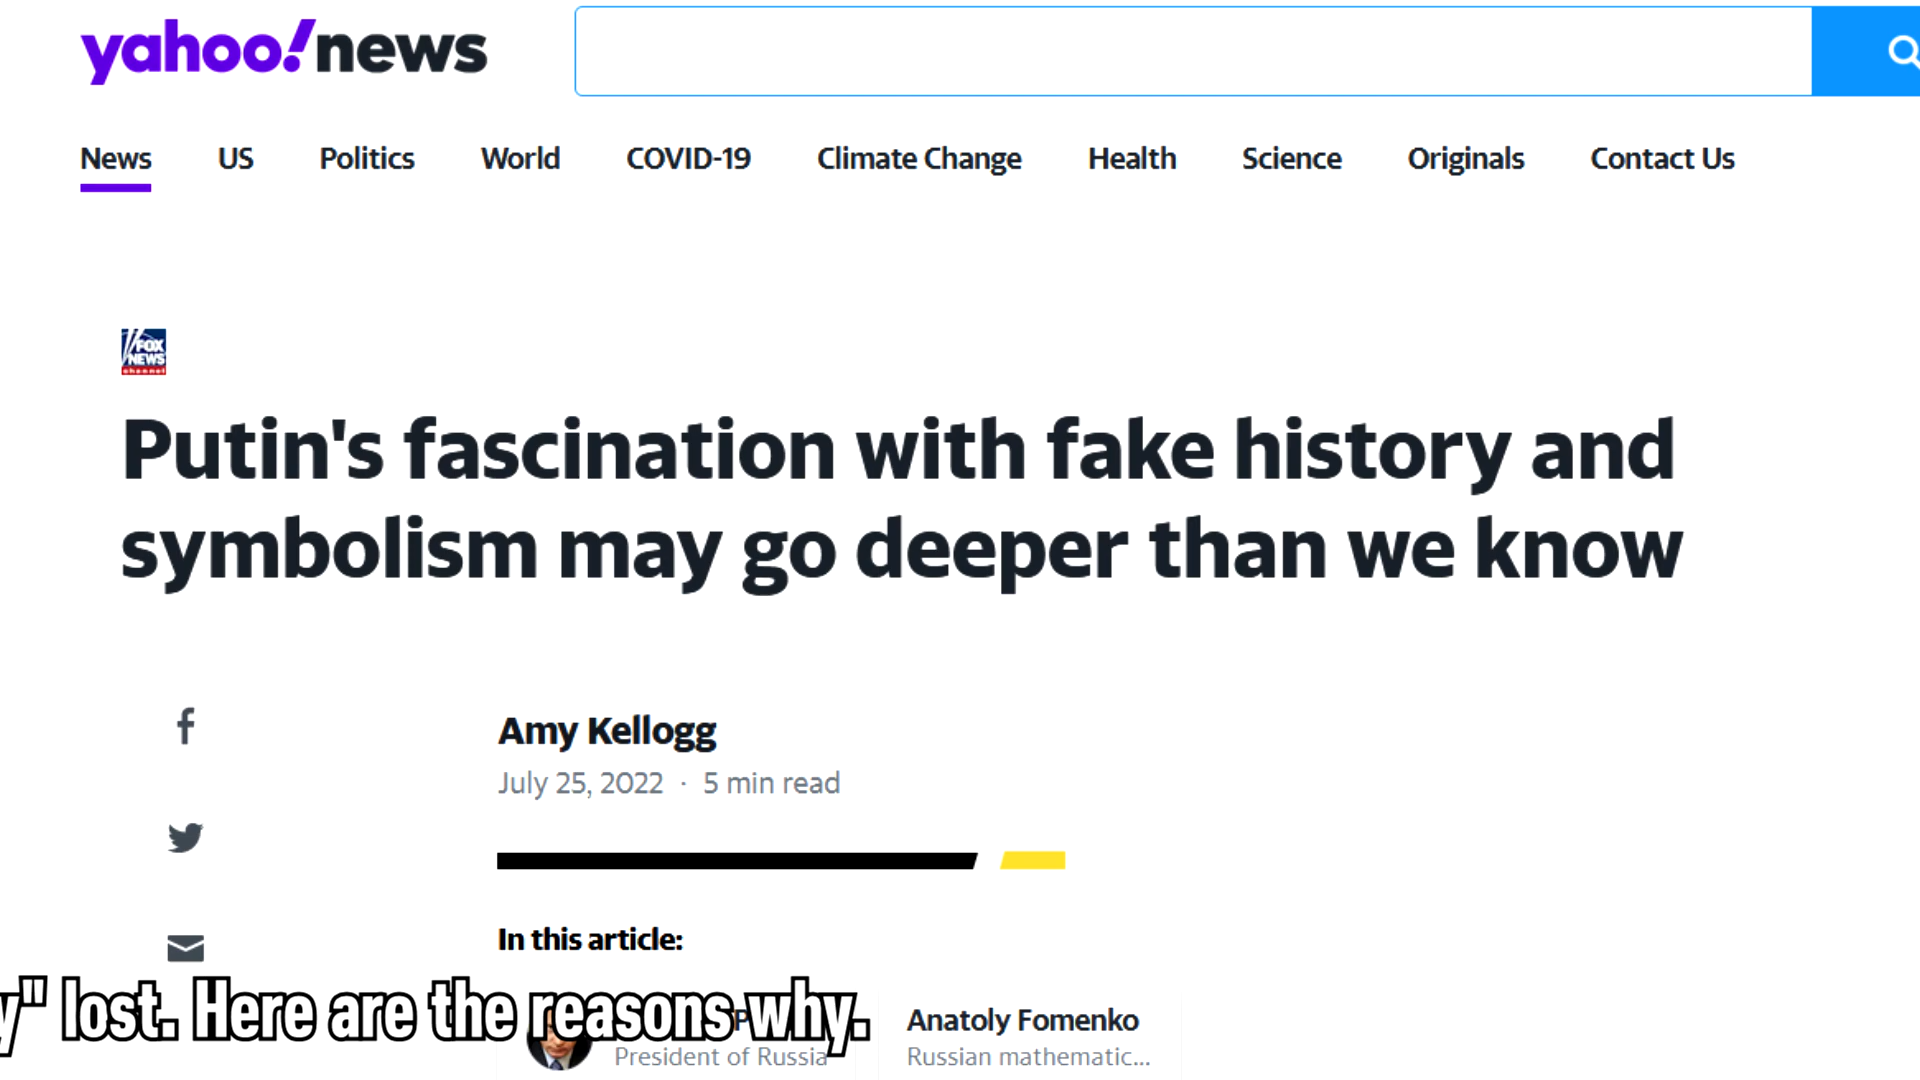 yahoo!news
News US Politics World COVID-19 Climate Change Health Science Originals Contact Us
FOX
NEWS
channel
Putin's fascination with fake history and
symbolism may go deeper than we know
Amy Kellogg
July 25, 2022 · 5 min read
In this article:
y" lost. Here are the reasons why.
P
Anatoly Fomenko
President of Russia
Russian mathematic...